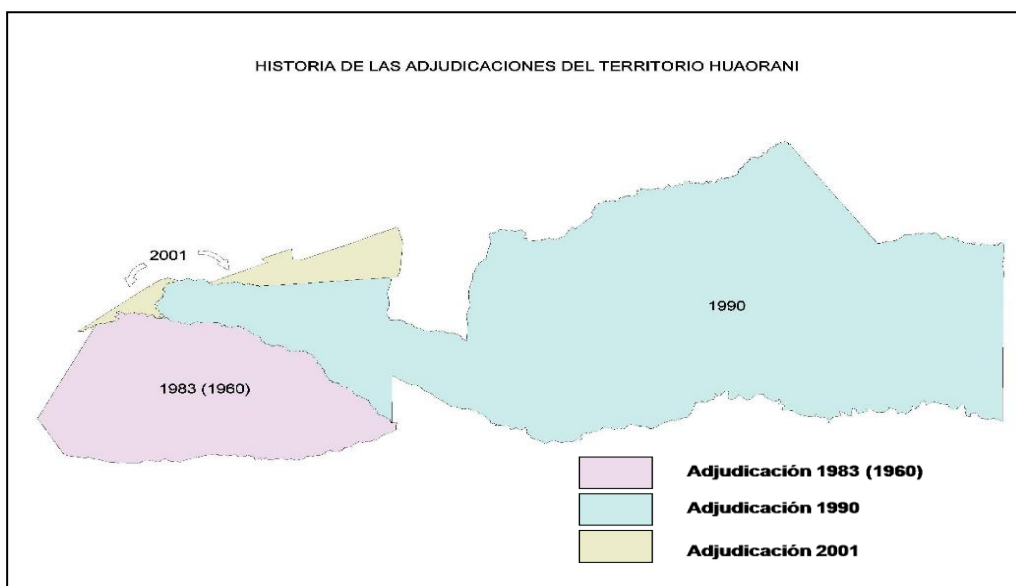 HISTORIA DE LAS ADJUDICACIONES DEL TERRITORIO HUAORANI
2001
1990
1983 (1960)
Adjudicación 1983 (1960)
Adjudicación 1990
Adjudicación 2001